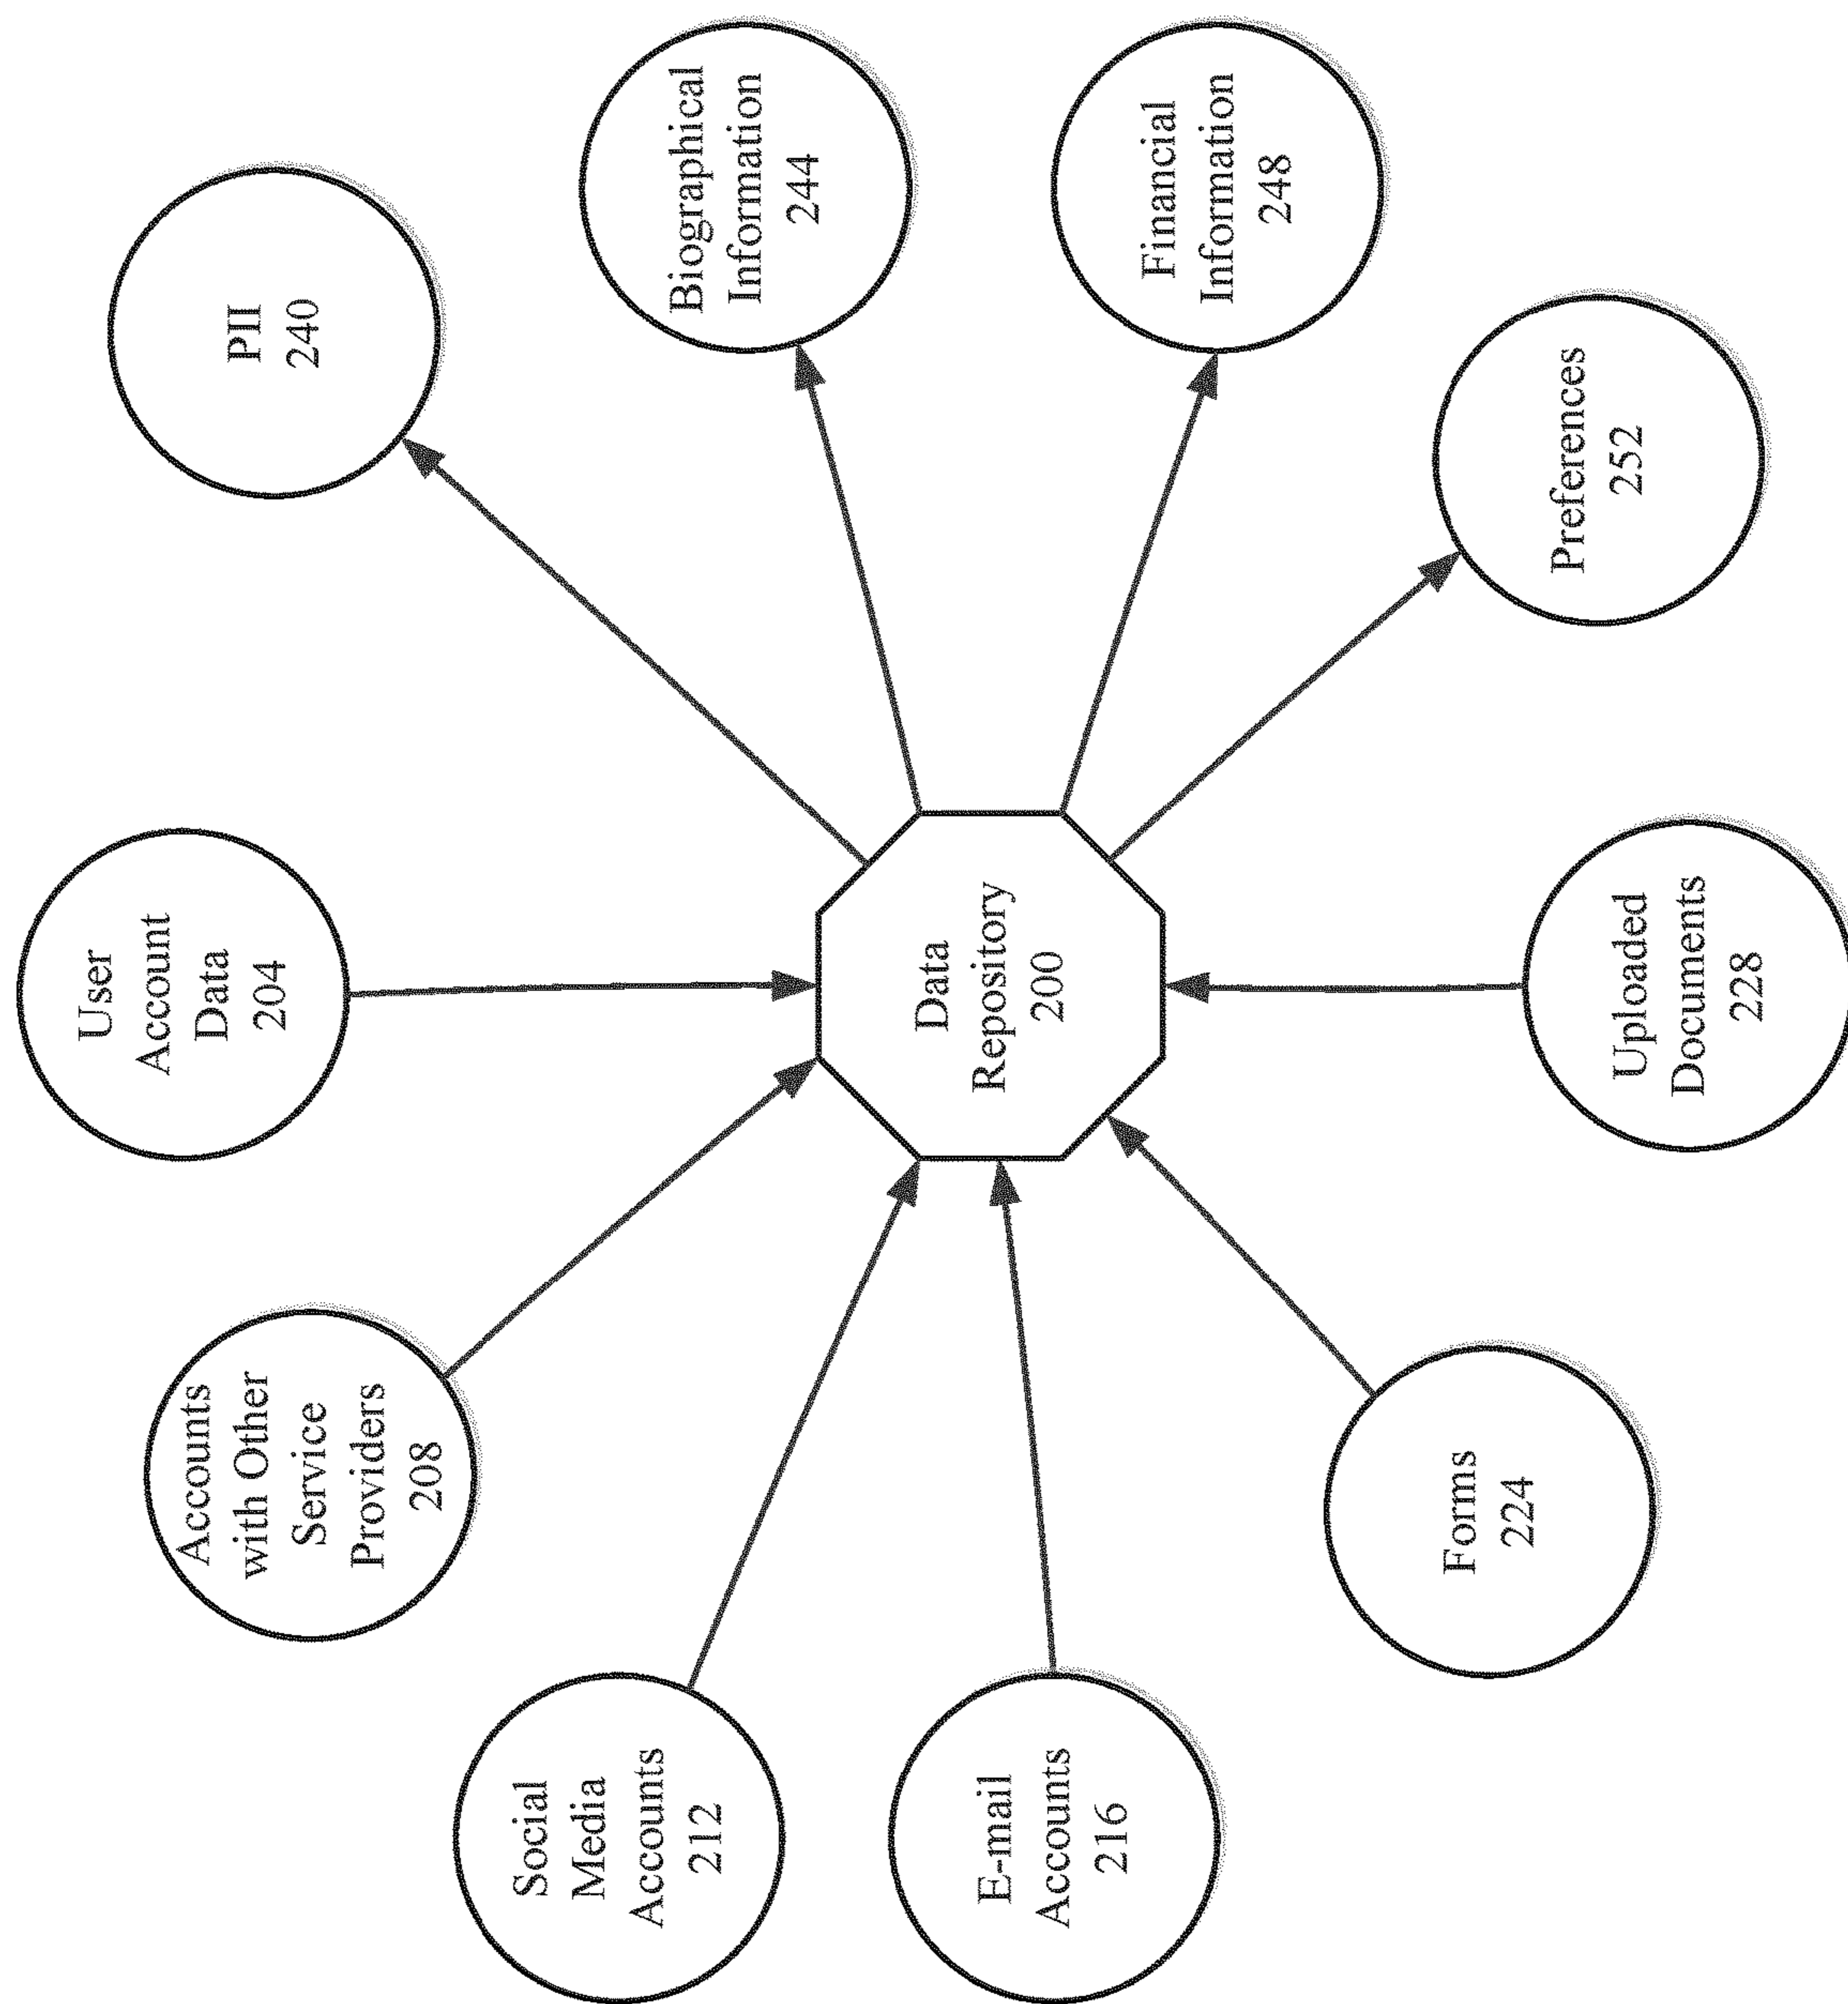 User
Account
Data
204
Accounts
with Other
Service
Providers
208
Social
Media
Accounts
212
E-mail
Accounts
216
Forms
224
Uploaded
Documents
228
Data
Repository
200
PII
240
Biographical
Information
244
Financial
Information
248
Preferences
252